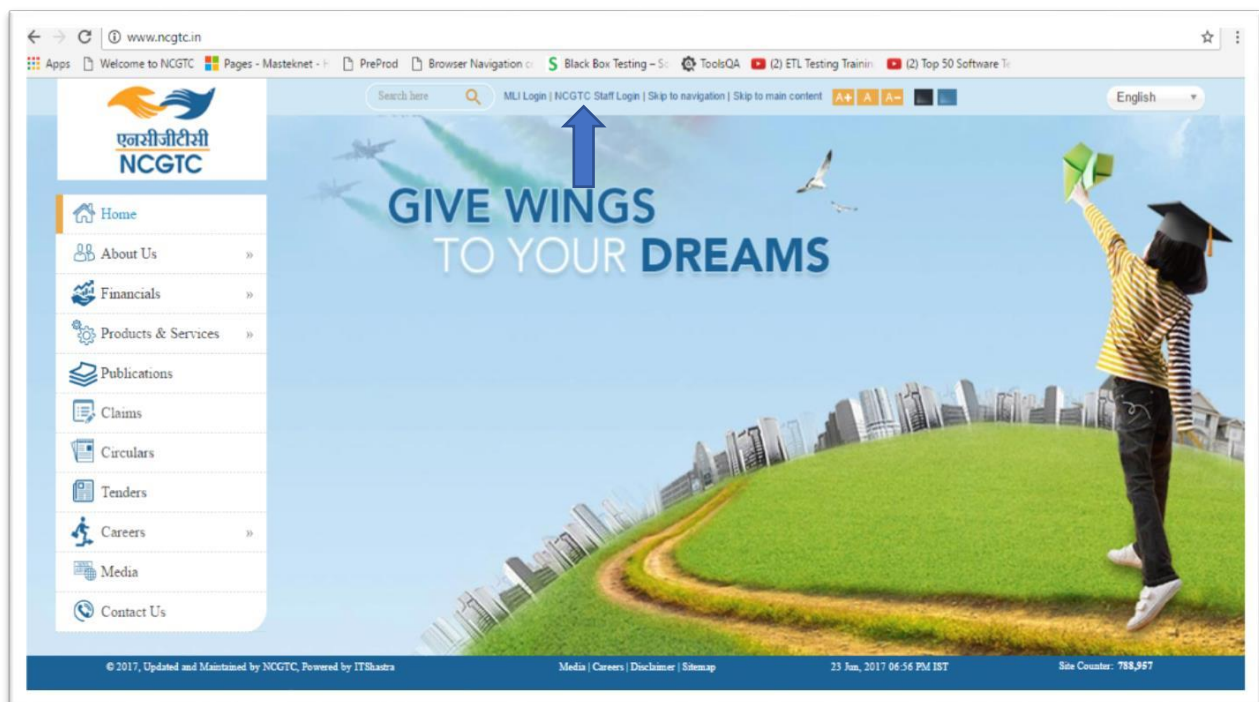 www.ncgtc.in
Apps Welcome to NCGTC Pages - Masteknet - PreProd Browser Navigation Black Box Testing – ToolsQA (2) ETL Testing (2) Top 50 Software
Search here MLI Login | NCGTC Staff Login | Skip to navigation | Skip to main content A+ A A- English
एनसीजीटीसी
NCGTC
GIVE WINGS
TO YOUR DREAMS
Home
About Us »
Financials »
Products & Services »
Publications
Claims
Circulars
Tenders
Careers »
Media
Contact Us
© 2017, Updated and Maintained by NCGTC, Powered by ITShastra Media | Careers | Disclaimer | Sitemap 23 Jun, 2017 06:56 PM IST Site Counter: 788,957